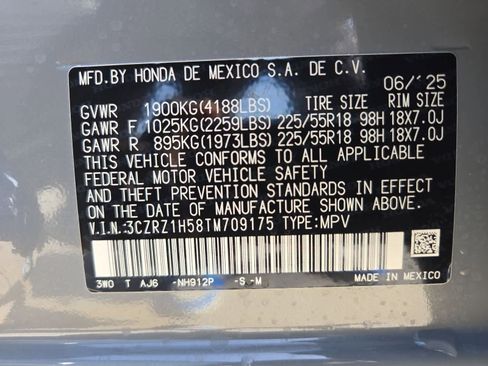 MFD.BY HONDA DE MEXICO S.A. DE C.V.
06/'25
GVWR 1900KG(4188LBS) TIRE SIZE RIM SIZE
GAWR F 1025KG(2259LBS) 225/55R18 98H 18X7.0J
GAWR R 895KG(1973LBS) 225/55R18 98H 18X7.0J
THIS VEHICLE CONFORMS TO ALL APPLICABLE
FEDERAL MOTOR VEHICLE SAFETY
AND THEFT PREVENTION STANDARDS IN EFFECT
ON THE DATE OF MANUFACTURE SHOWN ABOVE.
V.I.N.:3CZRZ1H58TM709175 TYPE:MPV
3WO T AJ6 -NH912P -S -M MADE IN MEXICO